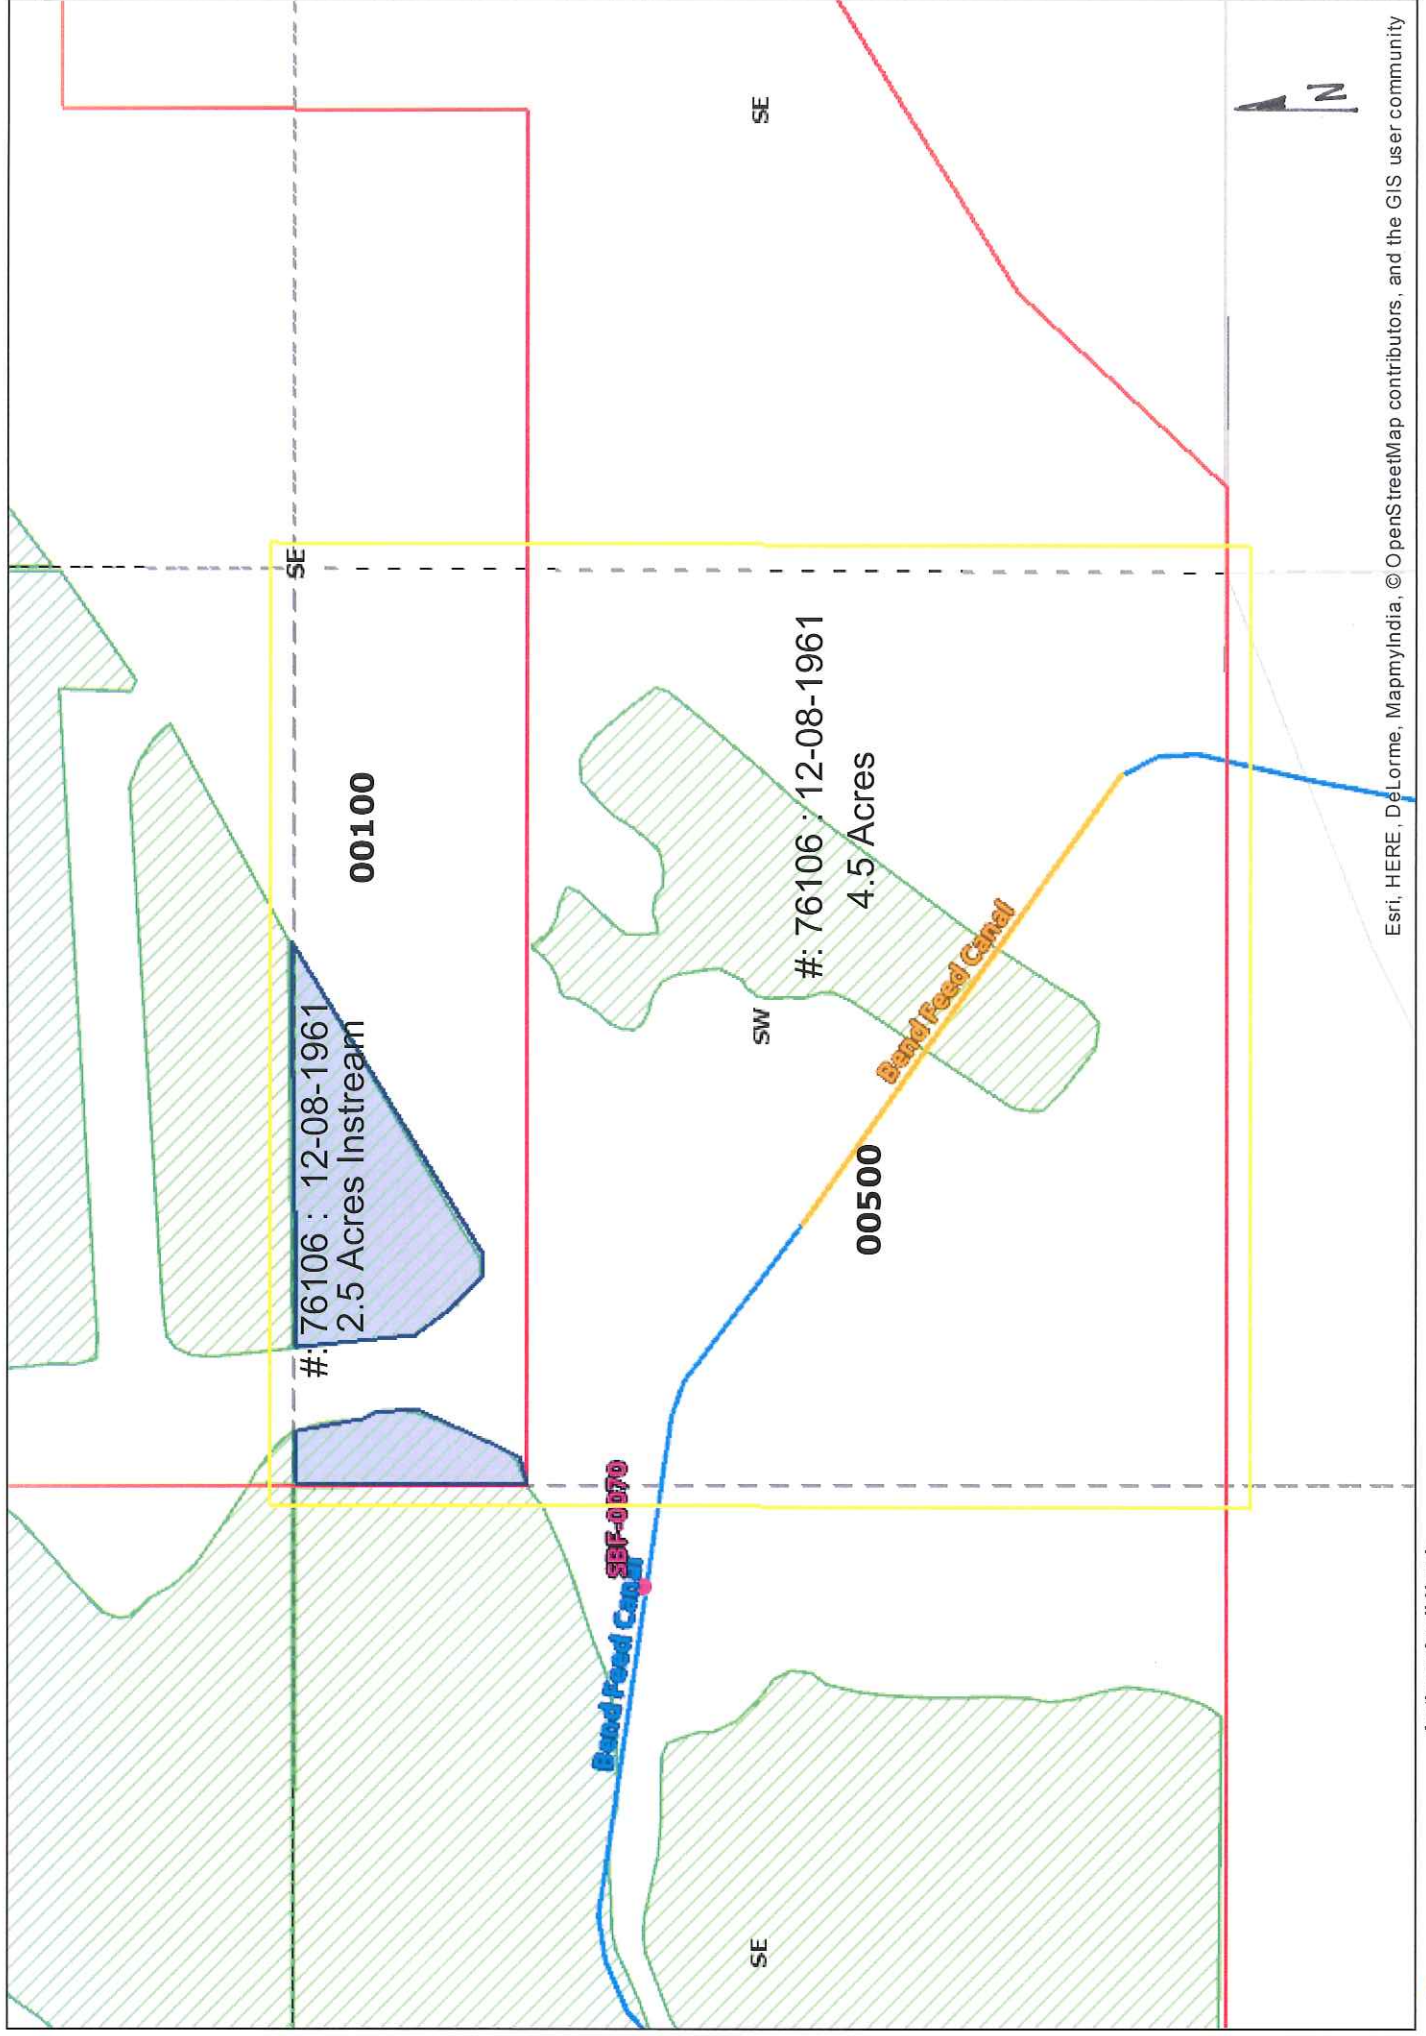 SE
#: 76106 : 12-08-1961
2.5 Acres Instream
00100
SBF-0070
Bend Feed Canal
SE
SW
SE
#: 76106 : 12-08-1961
4.5 Acres
00500
Bend Feed Canal
N
Esri, HERE, DeLorme, MapmyIndia, © OpenStreetMap contributors, and the GIS user community